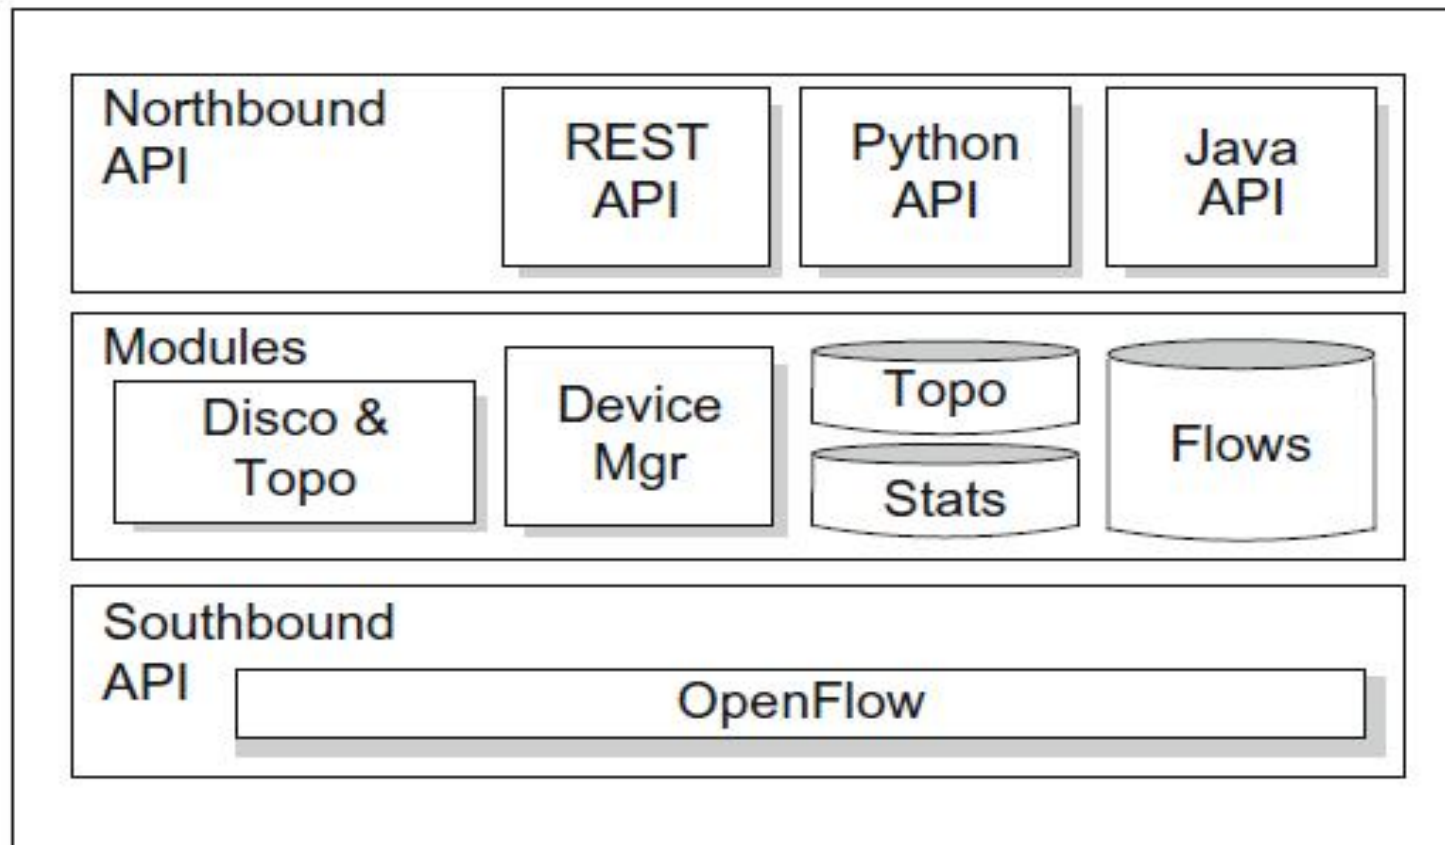 Northbound
API
REST
API
Python
API
Java
API
Modules
Disco &
Topo
Device
Mgr
Topo
Stats
Flows
Southbound
API
OpenFlow